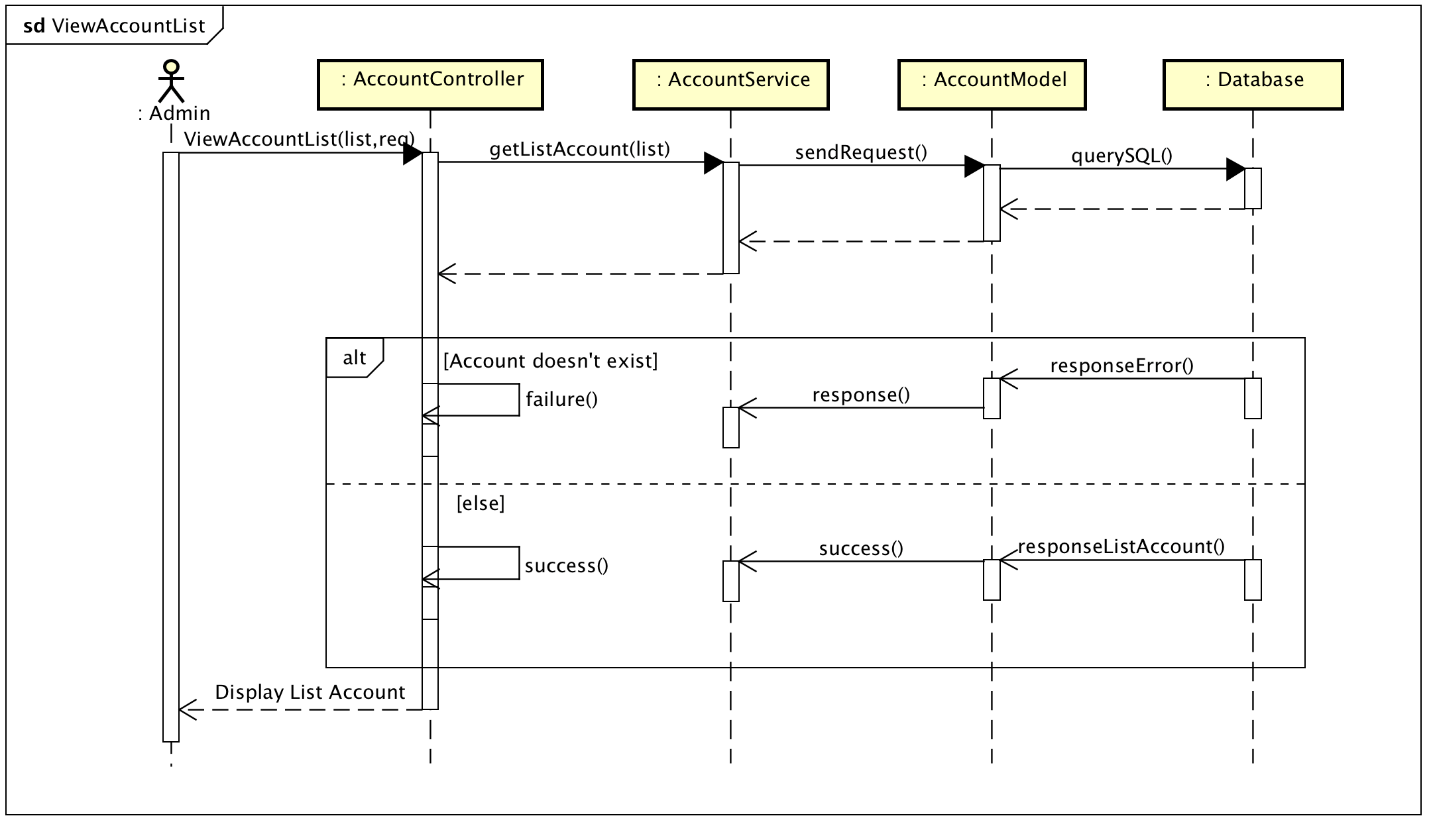 sd ViewAccountList
: Admin
: AccountController
: AccountService
: AccountModel
: Database
ViewAccountList(list,req)
getListAccount(list)
sendRequest()
querySQL()
alt
[Account doesn't exist]
responseError()
failure()
response()
[else]
success()
success()
responseListAccount()
Display List Account